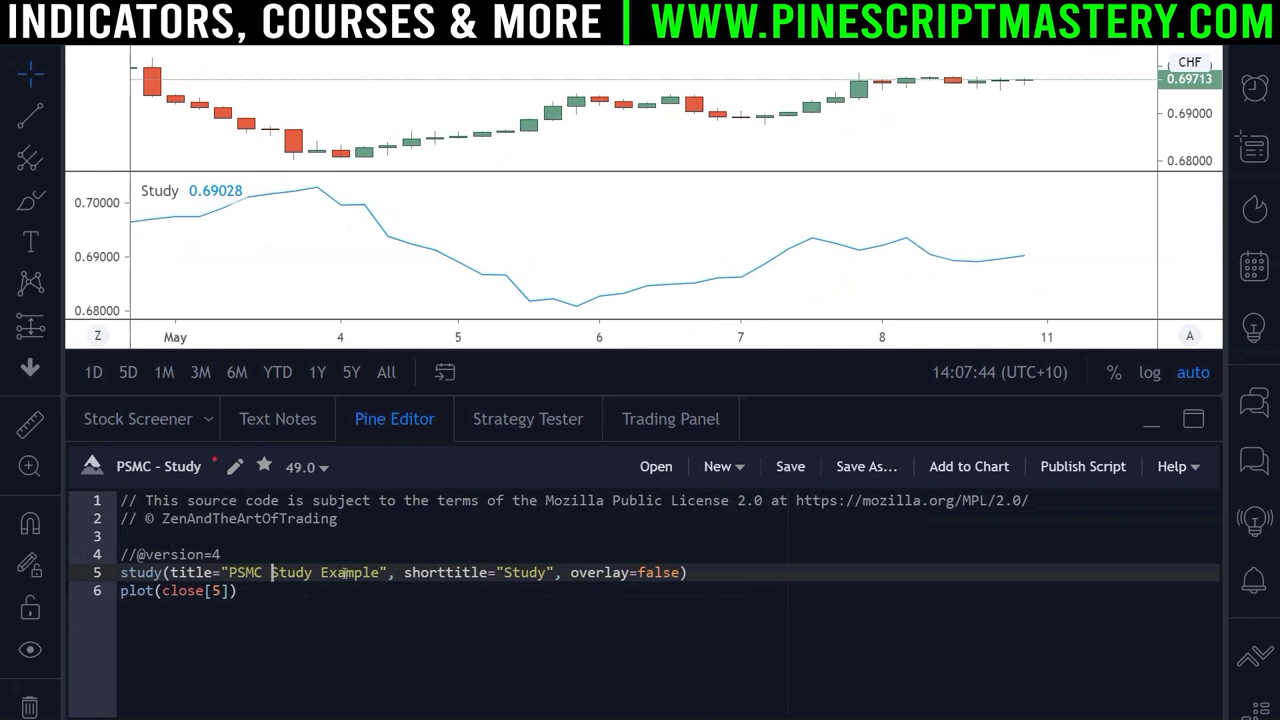 INDICATORS, COURSES & MORE | WWW.PINESCRIPTMASTERY.COM
CHF
0.69713
0.69000
0.68000
Study 0.69028
0.70000
0.69000
0.68000
Z May 4 5 6 7 8 11 A
1D 5D 1M 3M 6M YTD 1Y 5Y All 14:07:44 (UTC+10) % log auto
Stock Screener Text Notes Pine Editor Strategy Tester Trading Panel
PSMC - Study 49.0 Open New Save Save As... Add to Chart Publish Script Help
1 // This source code is subject to the terms of the Mozilla Public License 2.0 at https://mozilla.org/MPL/2.0/
2 // © ZenAndTheArtOfTrading
3
4 //@version=4
5 study(title="PSMC Study Example", shorttitle="Study", overlay=false)
6 plot(close[5])